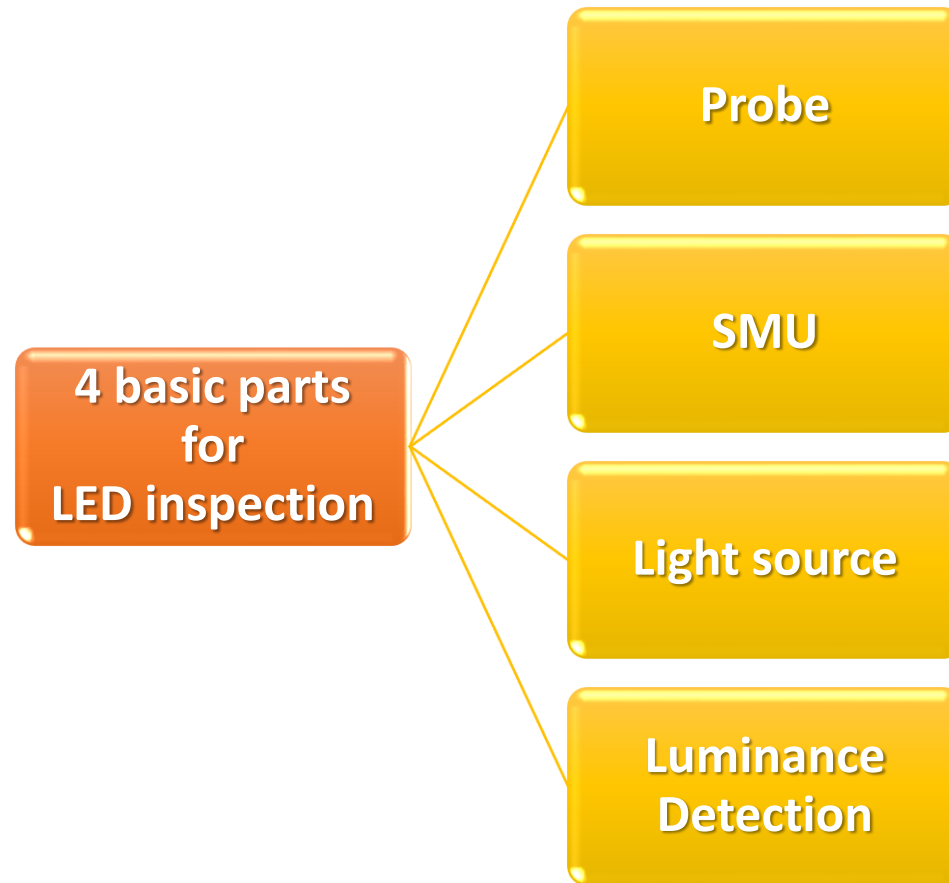 4 basic parts
for
LED inspection
Probe
SMU
Light source
Luminance
Detection